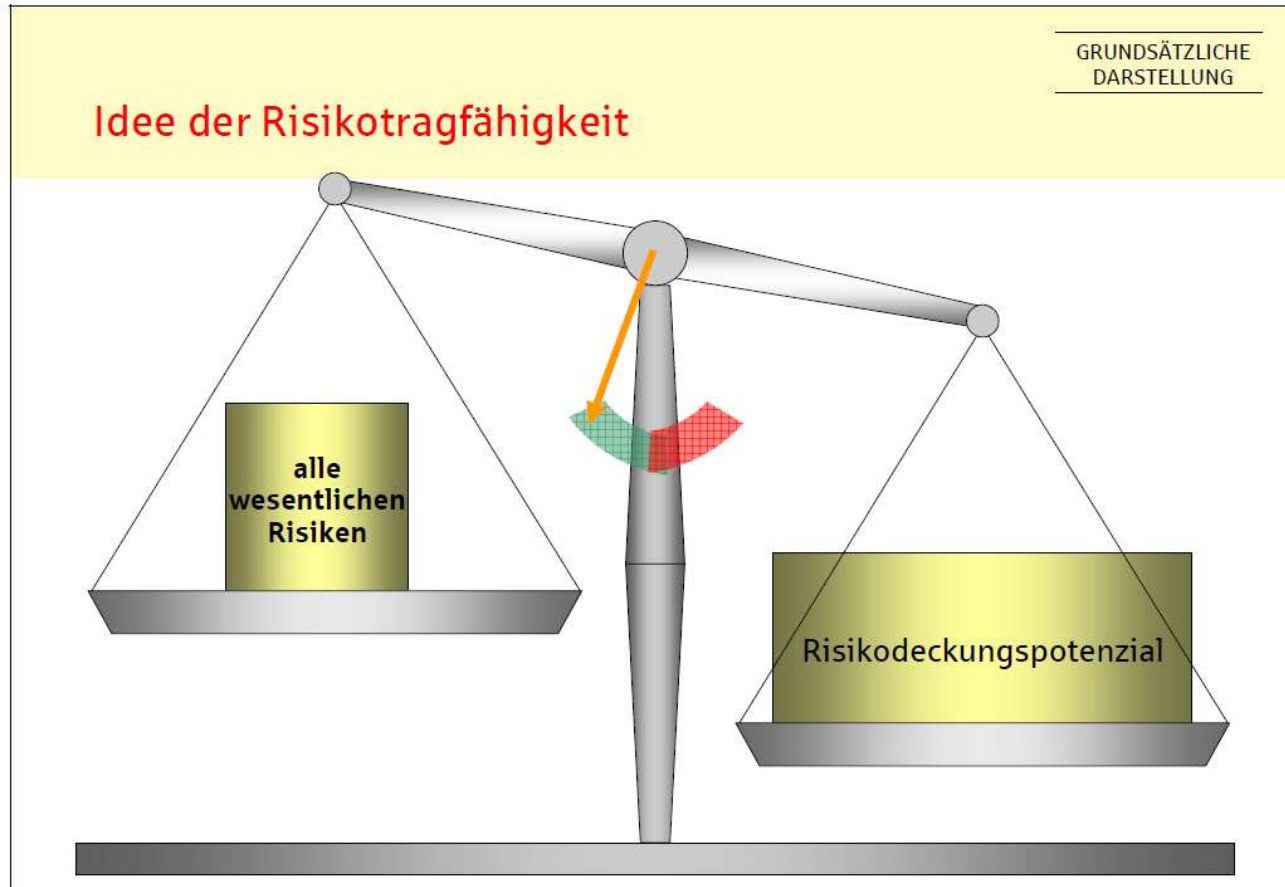 GRUNDSÄTZLICHE
DARSTELLUNG
Idee der Risikotragfähigkeit
alle
wesentlichen
Risiken
Risikodeckungspotenzial